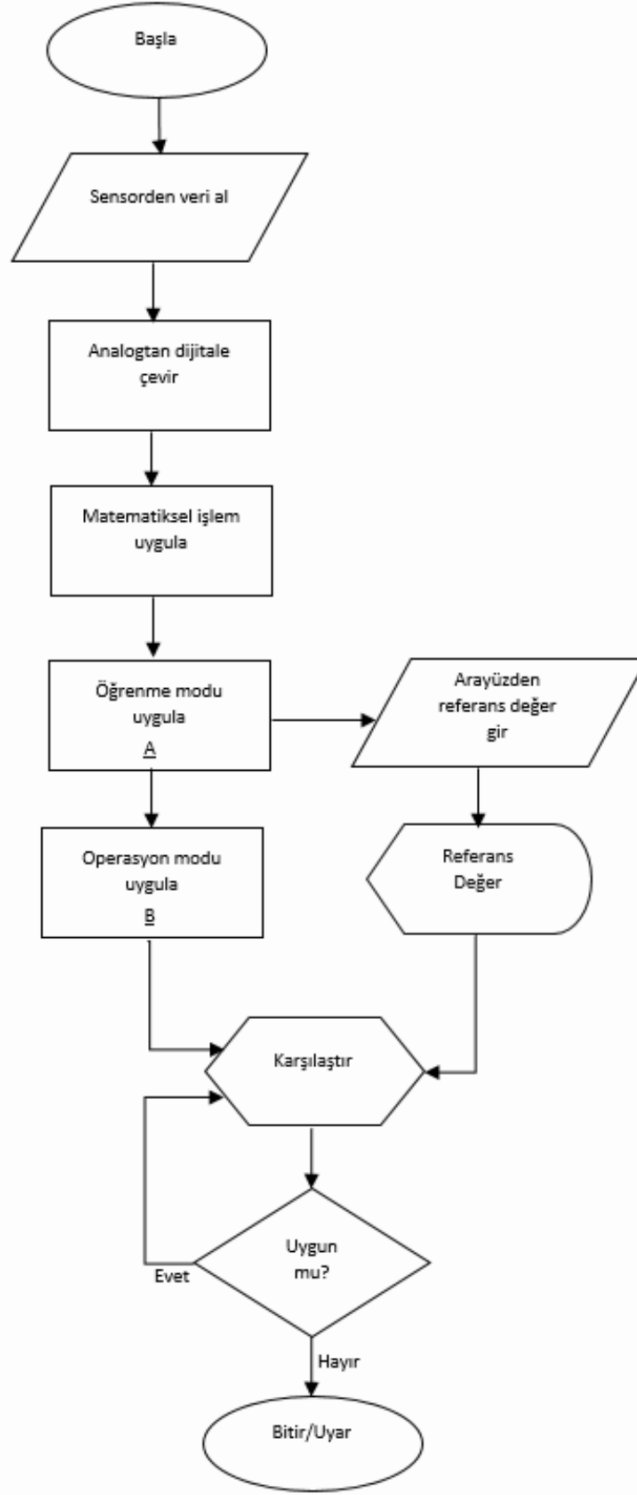 Başla
Sensorden veri al
Analogtan dijitale
çevir
Matematiksel işlem
uygula
Öğrenme modu
uygula
A
Arayüzden
referans değer
gir
Operasyon modu
uygula
B
Referans
Değer
Karşılaştır
Uygun
mu?
Evet
Hayır
Bitir/Uyar